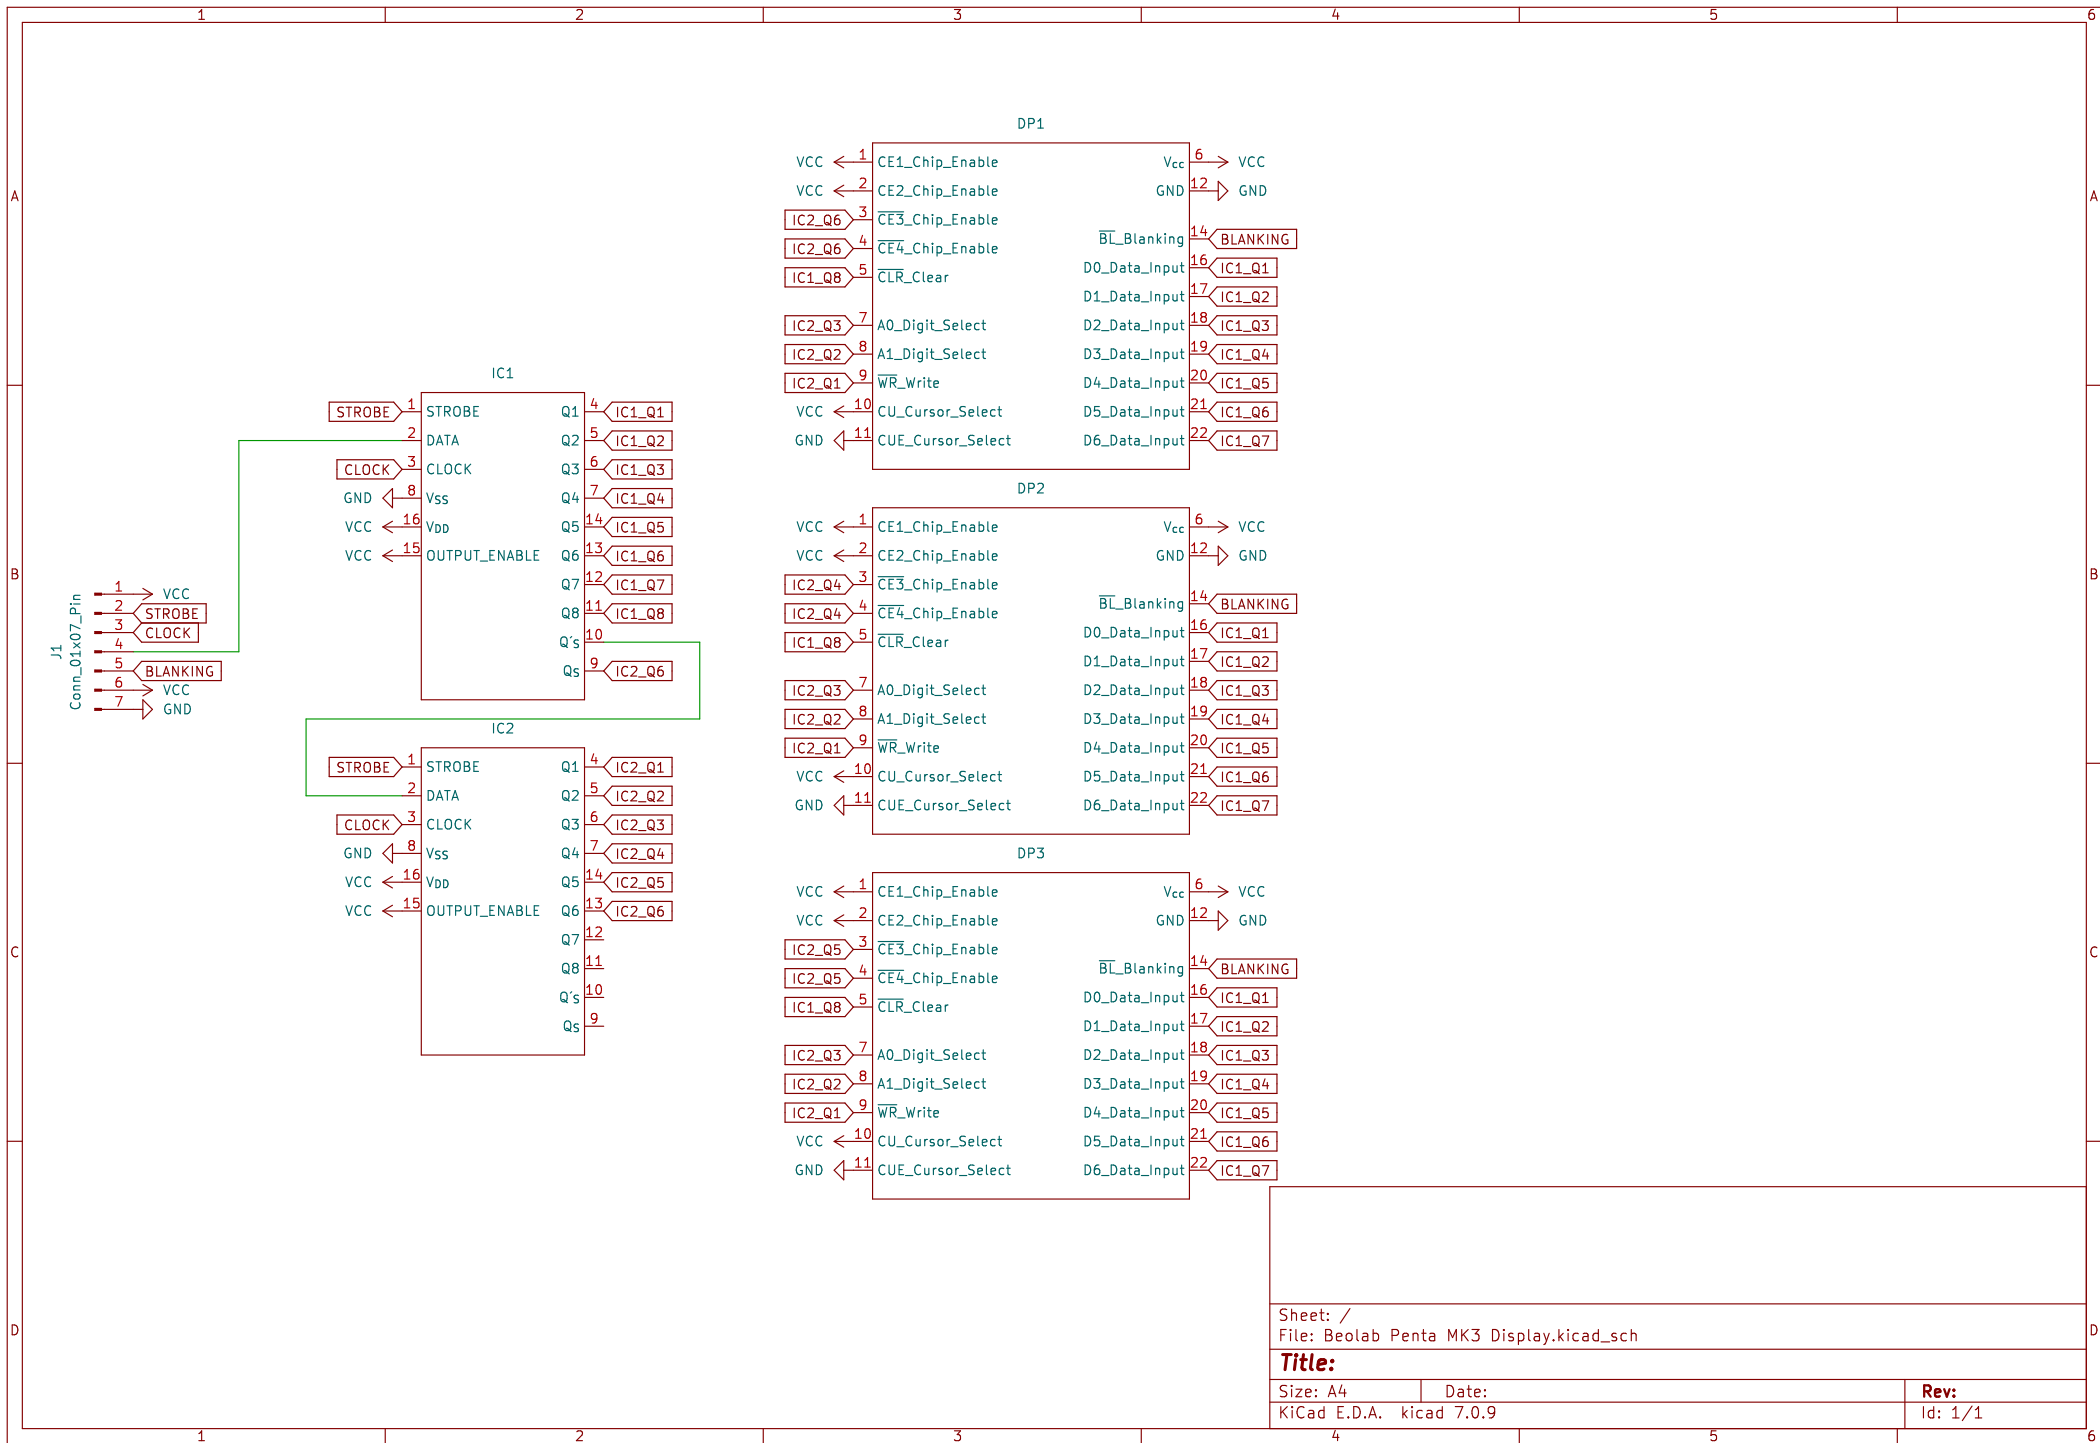 1 2 3 4 5 6
A A
B B
C C
D D
J1
Conn_01x07_Pin
1 VCC
2 STROBE
3 CLOCK
4
5 BLANKING
6 VCC
7 GND
IC1
STROBE 1 STROBE Q1 4 IC1_Q1
2 DATA Q2 5 IC1_Q2
CLOCK 3 CLOCK Q3 6 IC1_Q3
GND 8 VSS Q4 7 IC1_Q4
VCC 16 VDD Q5 14 IC1_Q5
VCC 15 OUTPUT_ENABLE Q6 13 IC1_Q6
Q7 12 IC1_Q7
Q8 11 IC1_Q8
Q´s 10
Qs 9 IC2_Q6
IC2
STROBE 1 STROBE Q1 4 IC2_Q1
2 DATA Q2 5 IC2_Q2
CLOCK 3 CLOCK Q3 6 IC2_Q3
GND 8 VSS Q4 7 IC2_Q4
VCC 16 VDD Q5 14 IC2_Q5
VCC 15 OUTPUT_ENABLE Q6 13 IC2_Q6
Q7 12
Q8 11
Q´s 10
Qs 9
DP1
VCC 1 CE1_Chip_Enable Vcc 6 VCC
VCC 2 CE2_Chip_Enable GND 12 GND
IC2_Q6 3 CE3_Chip_Enable
BL_Blanking 14 BLANKING
IC2_Q6 4 CE4_Chip_Enable
D0_Data_Input 16 IC1_Q1
IC1_Q8 5 CLR_Clear
D1_Data_Input 17 IC1_Q2
IC2_Q3 7 A0_Digit_Select D2_Data_Input 18 IC1_Q3
IC2_Q2 8 A1_Digit_Select D3_Data_Input 19 IC1_Q4
IC2_Q1 9 WR_Write D4_Data_Input 20 IC1_Q5
VCC 10 CU_Cursor_Select D5_Data_Input 21 IC1_Q6
GND 11 CUE_Cursor_Select D6_Data_Input 22 IC1_Q7
DP2
VCC 1 CE1_Chip_Enable Vcc 6 VCC
VCC 2 CE2_Chip_Enable GND 12 GND
IC2_Q4 3 CE3_Chip_Enable
BL_Blanking 14 BLANKING
IC2_Q4 4 CE4_Chip_Enable
D0_Data_Input 16 IC1_Q1
IC1_Q8 5 CLR_Clear
D1_Data_Input 17 IC1_Q2
IC2_Q3 7 A0_Digit_Select D2_Data_Input 18 IC1_Q3
IC2_Q2 8 A1_Digit_Select D3_Data_Input 19 IC1_Q4
IC2_Q1 9 WR_Write D4_Data_Input 20 IC1_Q5
VCC 10 CU_Cursor_Select D5_Data_Input 21 IC1_Q6
GND 11 CUE_Cursor_Select D6_Data_Input 22 IC1_Q7
DP3
VCC 1 CE1_Chip_Enable Vcc 6 VCC
VCC 2 CE2_Chip_Enable GND 12 GND
IC2_Q5 3 CE3_Chip_Enable
BL_Blanking 14 BLANKING
IC2_Q5 4 CE4_Chip_Enable
D0_Data_Input 16 IC1_Q1
IC1_Q8 5 CLR_Clear
D1_Data_Input 17 IC1_Q2
IC2_Q3 7 A0_Digit_Select D2_Data_Input 18 IC1_Q3
IC2_Q2 8 A1_Digit_Select D3_Data_Input 19 IC1_Q4
IC2_Q1 9 WR_Write D4_Data_Input 20 IC1_Q5
VCC 10 CU_Cursor_Select D5_Data_Input 21 IC1_Q6
GND 11 CUE_Cursor_Select D6_Data_Input 22 IC1_Q7
Sheet: /
File: Beolab Penta MK3 Display.kicad_sch
Title:
Size: A4 Date: Rev:
KiCad E.D.A. kicad 7.0.9 Id: 1/1
1 2 3 4 5 6